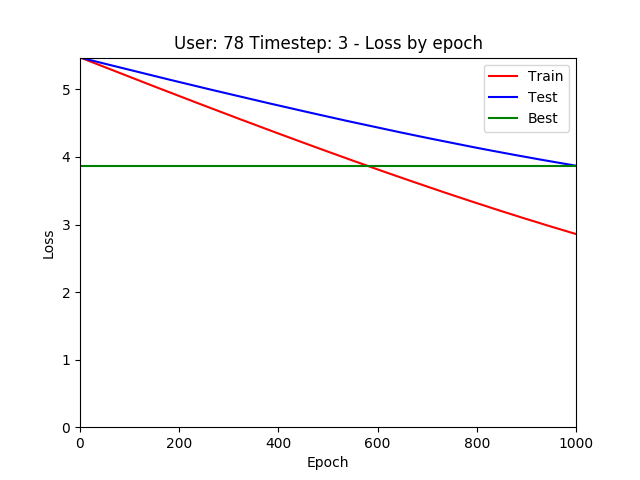 User: 78 Timestep: 3 - Loss by epoch
Train
Test
Best
5
4
3
2
1
0
Loss
0 200 400 600 800 1000
Epoch